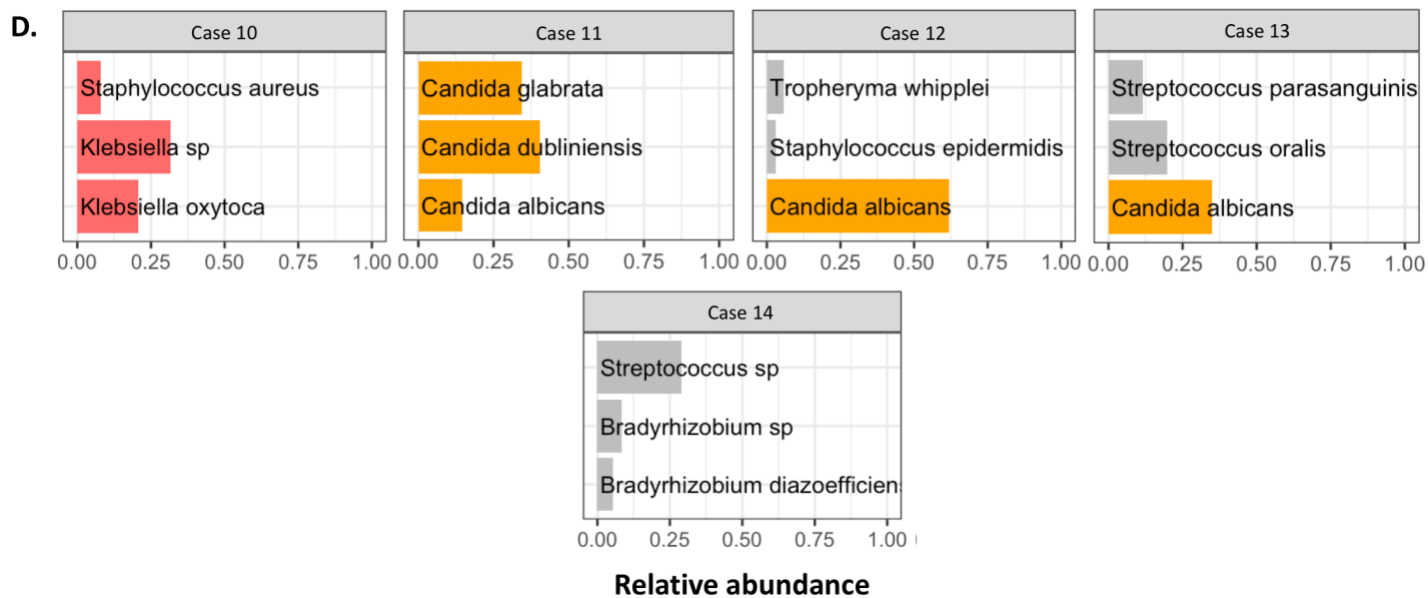 D.
Case 10
Case 11
Case 12
Case 13
Staphylococcus aureus
Klebsiella sp
Klebsiella oxytoca
0.00 0.25 0.50 0.75 1.00
Candida glabrata
Candida dubliniensis
Candida albicans
0.00 0.25 0.50 0.75 1.00
Tropheryma whipplei
Staphylococcus epidermidis
Candida albicans
0.00 0.25 0.50 0.75 1.00
Streptococcus parasanguinis
Streptococcus oralis
Candida albicans
0.00 0.25 0.50 0.75 1.00
Case 14
Streptococcus sp
Bradyrhizobium sp
Bradyrhizobium diazoefficien
0.00 0.25 0.50 0.75 1.00
Relative abundance